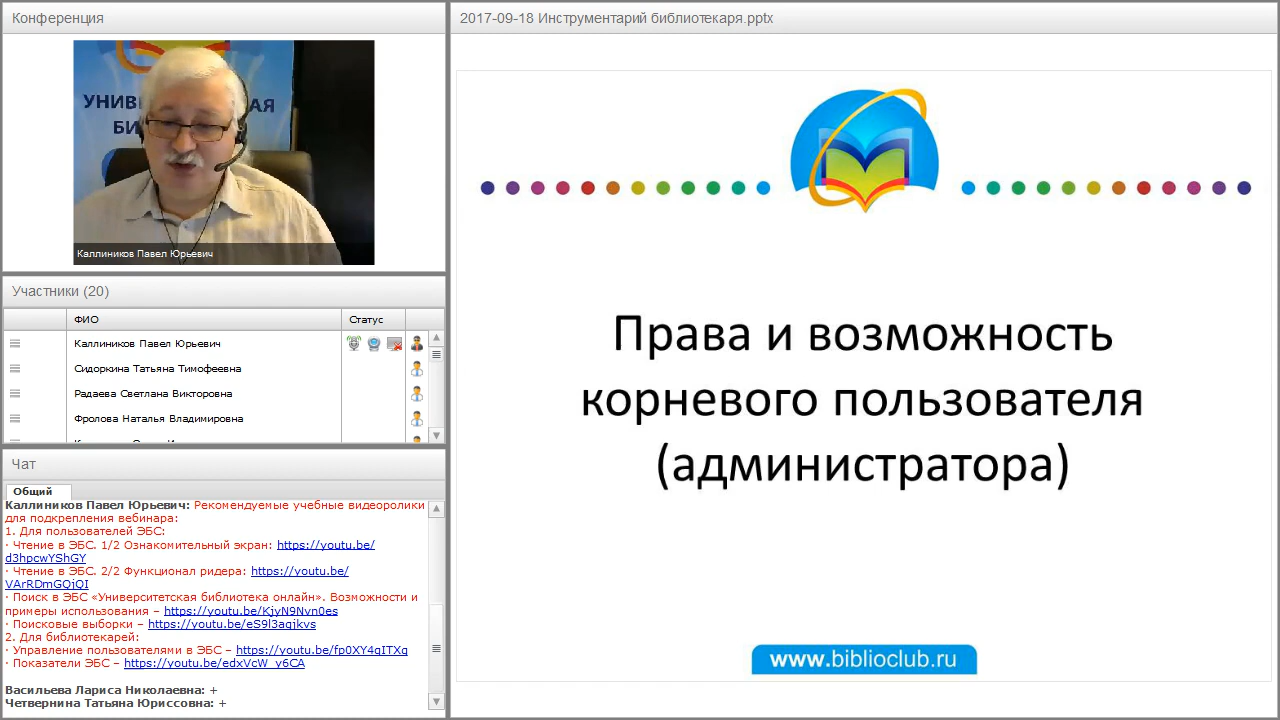 Конференция
УНИВ
АЯ
БИ
Каллиников Павел Юрьевич
Участники (20)
ФИО
Статус
Каллиников Павел Юрьевич
Сидоркина Татьяна Тимофеевна
Радаева Светлана Викторовна
Фролова Наталья Владимировна
Чат
Общий
Каллиников Павел Юрьевич: Рекомендуемые учебные видеоролики
для подкрепления вебинара:
1. Для пользователей ЭБС:
· Чтение в ЭБС. 1/2 Ознакомительный экран: https://youtu.be/
d3hpcwYShGY
· Чтение в ЭБС. 2/2 Функционал ридера: https://youtu.be/
VArRDmGQjQI
· Поиск в ЭБС «Университетская библиотека онлайн». Возможности и
примеры использования – https://youtu.be/KjyN9Nvn0es
· Поисковые выборки – https://youtu.be/eS9l3aqjkvs
2. Для библиотекарей:
· Управление пользователями в ЭБС – https://youtu.be/fp0XY4qITXg
· Показатели ЭБС – https://youtu.be/edxVcW_y6CA
Васильева Лариса Николаевна: +
Четвернина Татьяна Юриссовна: +
2017-09-18 Инструментарий библиотекаря.pptx
Права и возможность
корневого пользователя
(администратора)
www.biblioclub.ru